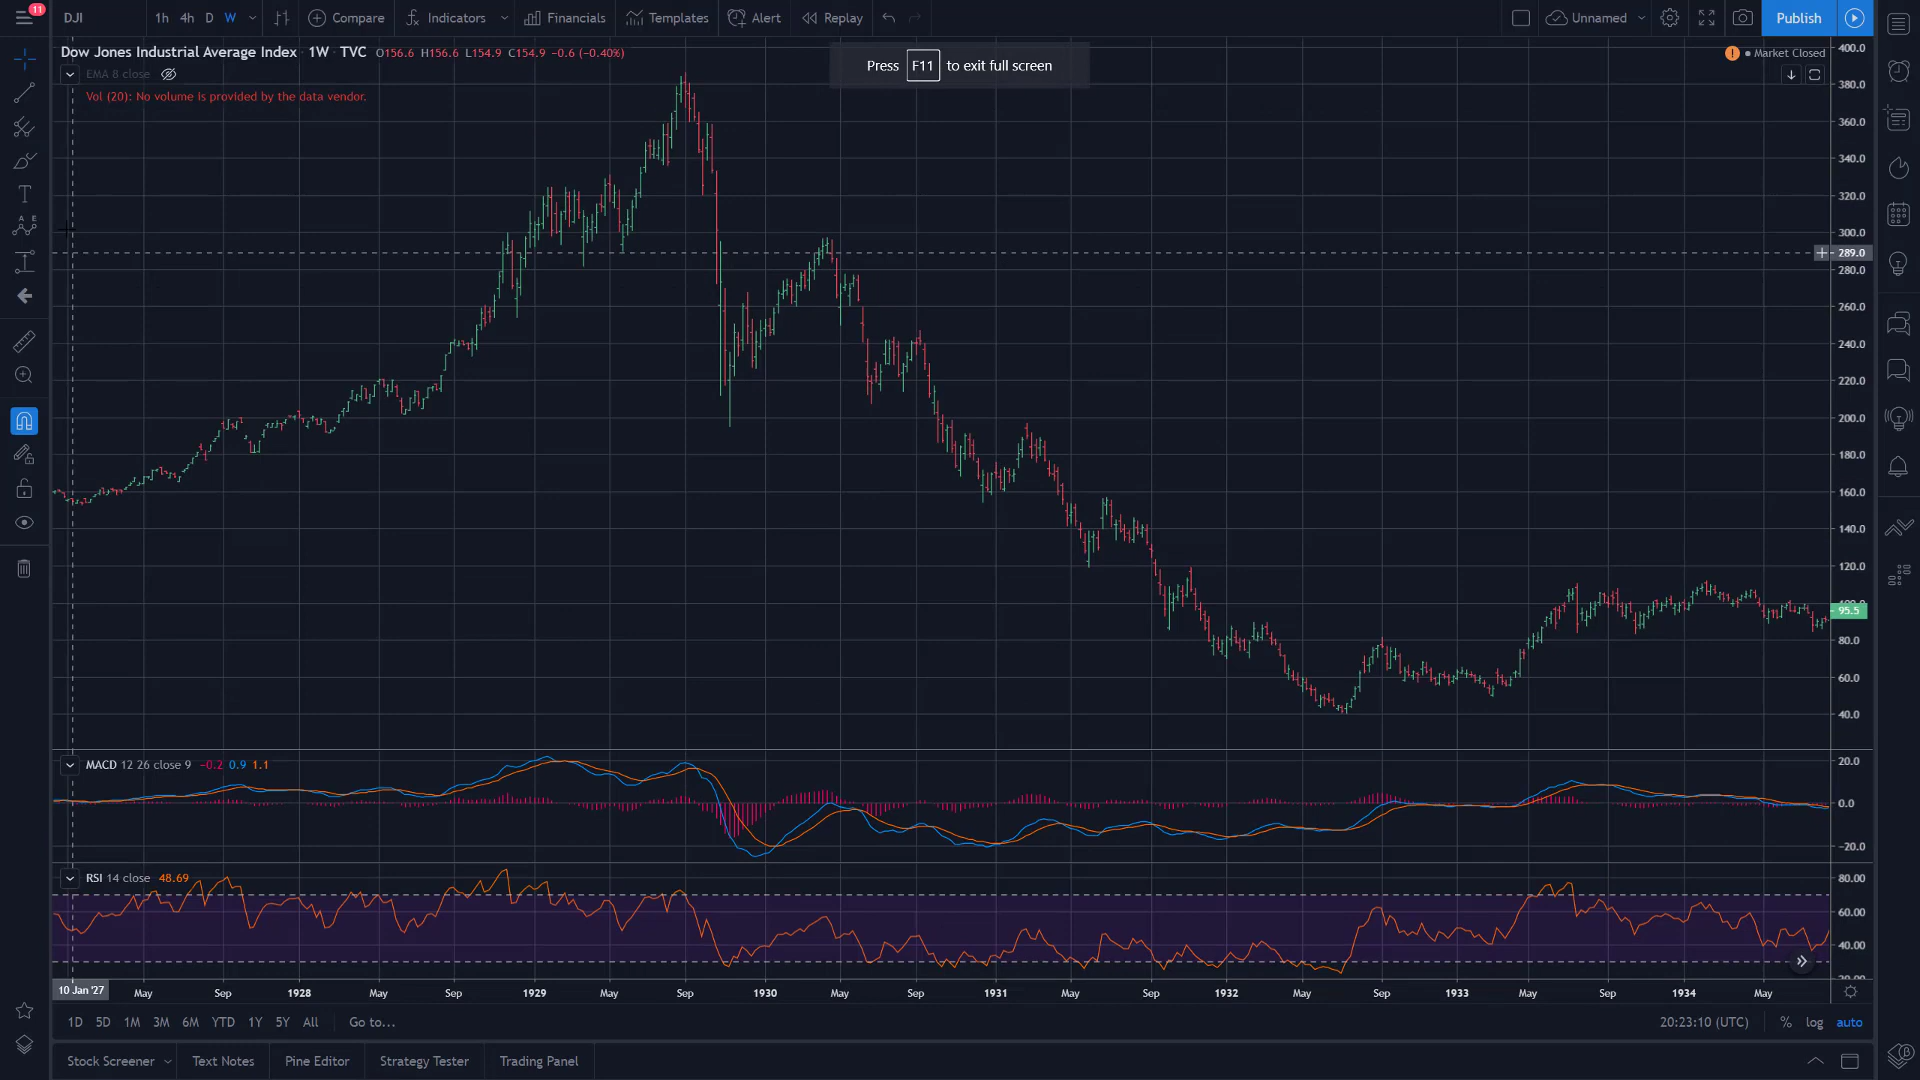 11
DJI
1h 4h D W Compare Indicators Financials Templates Alert Replay Unnamed Publish
Dow Jones Industrial Average Index · 1W · TVC O156.6 H156.6 L154.9 C154.9 −0.6 (−0.40%)
Press F11 to exit full screen
Market Closed
EMA 8 close
Vol (20): No volume is provided by the data vendor.
400.0
380.0
360.0
340.0
320.0
300.0
289.0
280.0
260.0
240.0
220.0
200.0
180.0
160.0
140.0
120.0
95.5
80.0
60.0
40.0
MACD 12 26 close 9 −0.2 0.9 1.1
20.0
0.0
−20.0
RSI 14 close 48.69
80.00
60.00
40.00
10 Jan '27 May Sep 1928 May Sep 1929 May Sep 1930 May Sep 1931 May Sep 1932 May Sep 1933 May Sep 1934 May
1D 5D 1M 3M 6M YTD 1Y 5Y All Go to... 20:23:10 (UTC) % log auto
Stock Screener Text Notes Pine Editor Strategy Tester Trading Panel